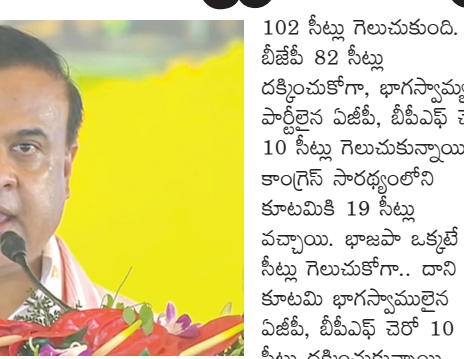 102 సీట్లు గెలుచుకుంది.
బీజేపీ 82 సీట్లు
దక్కించుకోగా, భాగస్వామ్య
పార్టీలైన ఏజీపీ, బీపీఎఫ్
10 సీట్లు గెలుచుకున్నాయి
కాంగ్రెస్ సారథ్యంలోని
కూటమికి 19 సీట్లు
వచ్చాయి. భాజపా ఒక్కటే
సీట్లు గెలుచుకోగా.. దాని
కూటమి భాగస్వాములైన
ఏజీపీ, బీపీఎఫ్ చెరో 10
సీట్లు దక్కించుకున్నాయి